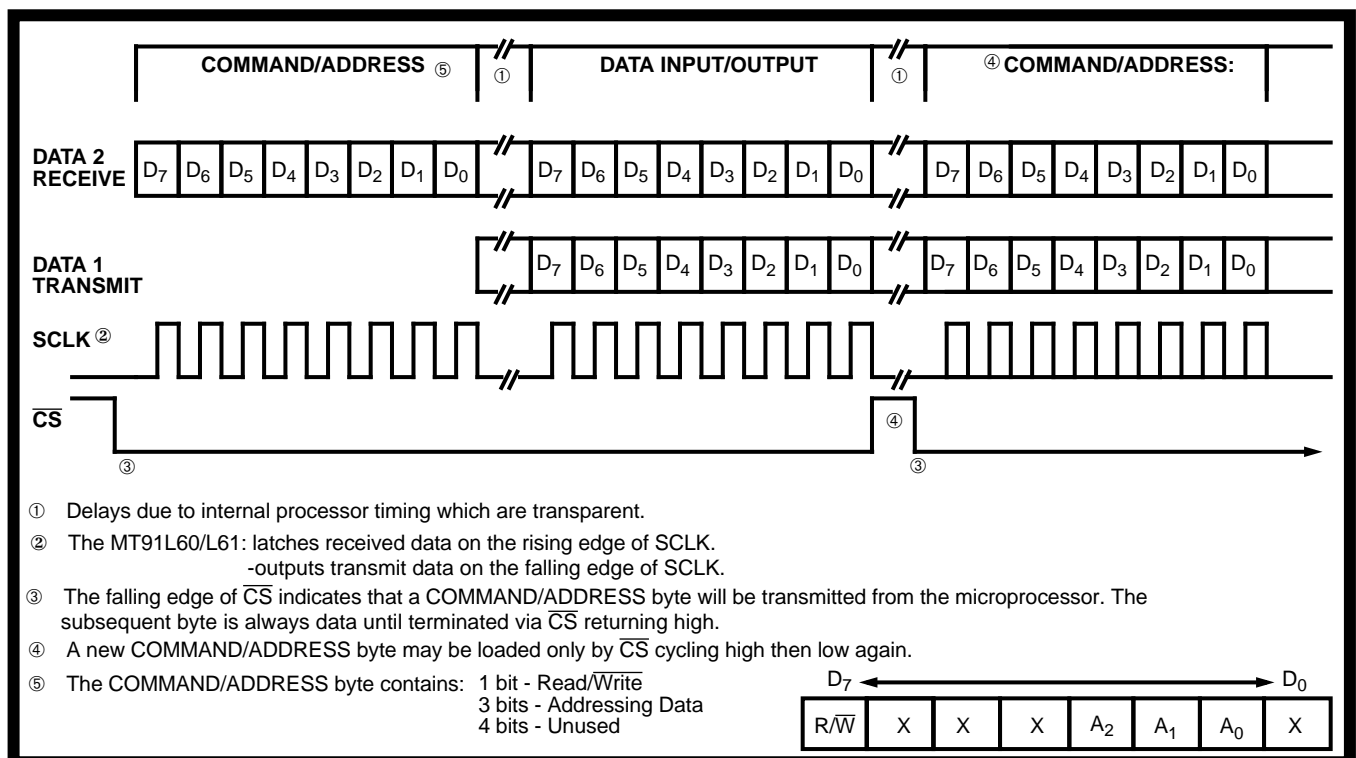 COMMAND/ADDRESS ⑤ ① DATA INPUT/OUTPUT ① ④ COMMAND/ADDRESS:
DATA 2
RECEIVE
D7 D6 D5 D4 D3 D2 D1 D0 D7 D6 D5 D4 D3 D2 D1 D0 D7 D6 D5 D4 D3 D2 D1 D0
DATA 1
TRANSMIT
D7 D6 D5 D4 D3 D2 D1 D0 D7 D6 D5 D4 D3 D2 D1 D0
SCLK ②
C̅S̅ ④
③ ③
① Delays due to internal processor timing which are transparent.
② The MT91L60/L61: latches received data on the rising edge of SCLK.
-outputs transmit data on the falling edge of SCLK.
③ The falling edge of C̅S̅ indicates that a COMMAND/ADDRESS byte will be transmitted from the microprocessor. The
subsequent byte is always data until terminated via C̅S̅ returning high.
④ A new COMMAND/ADDRESS byte may be loaded only by C̅S̅ cycling high then low again.
⑤ The COMMAND/ADDRESS byte contains: 1 bit - Read/W̅r̅i̅t̅e̅
3 bits - Addressing Data
4 bits - Unused
D7 D0
R/W̅ X X X A2 A1 A0 X